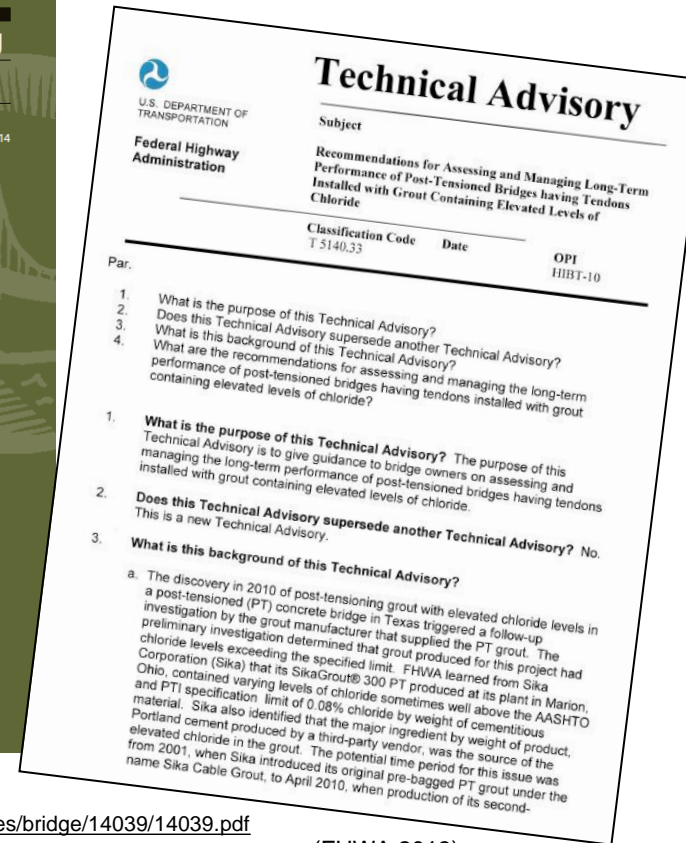 14
U.S. DEPARTMENT OF
TRANSPORTATION
Federal Highway
Administration
Technical Advisory
Subject
Recommendations for Assessing and Managing Long-Term
Performance of Post-Tensioned Bridges having Tendons
Installed with Grout Containing Elevated Levels of
Chloride
Classification Code Date OPI
T 5140.33 HIBT-10
Par.
1. What is the purpose of this Technical Advisory?
2. Does this Technical Advisory supersede another Technical Advisory?
3. What is this background of this Technical Advisory?
4. What are the recommendations for assessing and managing the long-term
performance of post-tensioned bridges having tendons installed with grout
containing elevated levels of chloride?
1. What is the purpose of this Technical Advisory? The purpose of this
Technical Advisory is to give guidance to bridge owners on assessing and
managing the long-term performance of post-tensioned bridges having tendons
installed with grout containing elevated levels of chloride.
2. Does this Technical Advisory supersede another Technical Advisory? No.
This is a new Technical Advisory.
3. What is this background of this Technical Advisory?
a. The discovery in 2010 of post-tensioning grout with elevated chloride levels in
a post-tensioned (PT) concrete bridge in Texas triggered a follow-up
investigation by the grout manufacturer that supplied the PT grout. The
preliminary investigation determined that grout produced for this project had
chloride levels exceeding the specified limit. FHWA learned from Sika
Corporation (Sika) that its SikaGrout® 300 PT produced at its plant in Marion,
Ohio, contained varying levels of chloride sometimes well above the AASHTO
and PTI specification limit of 0.08% chloride by weight of cementitious
material. Sika also identified that the major ingredient by weight of product,
Portland cement produced by a third-party vendor, was the source of the
elevated chloride in the grout. The potential time period for this issue was
from 2001, when Sika introduced its original pre-bagged PT grout under the
name Sika Cable Grout, to April 2010, when production of its second-
es/bridge/14039/14039.pdf